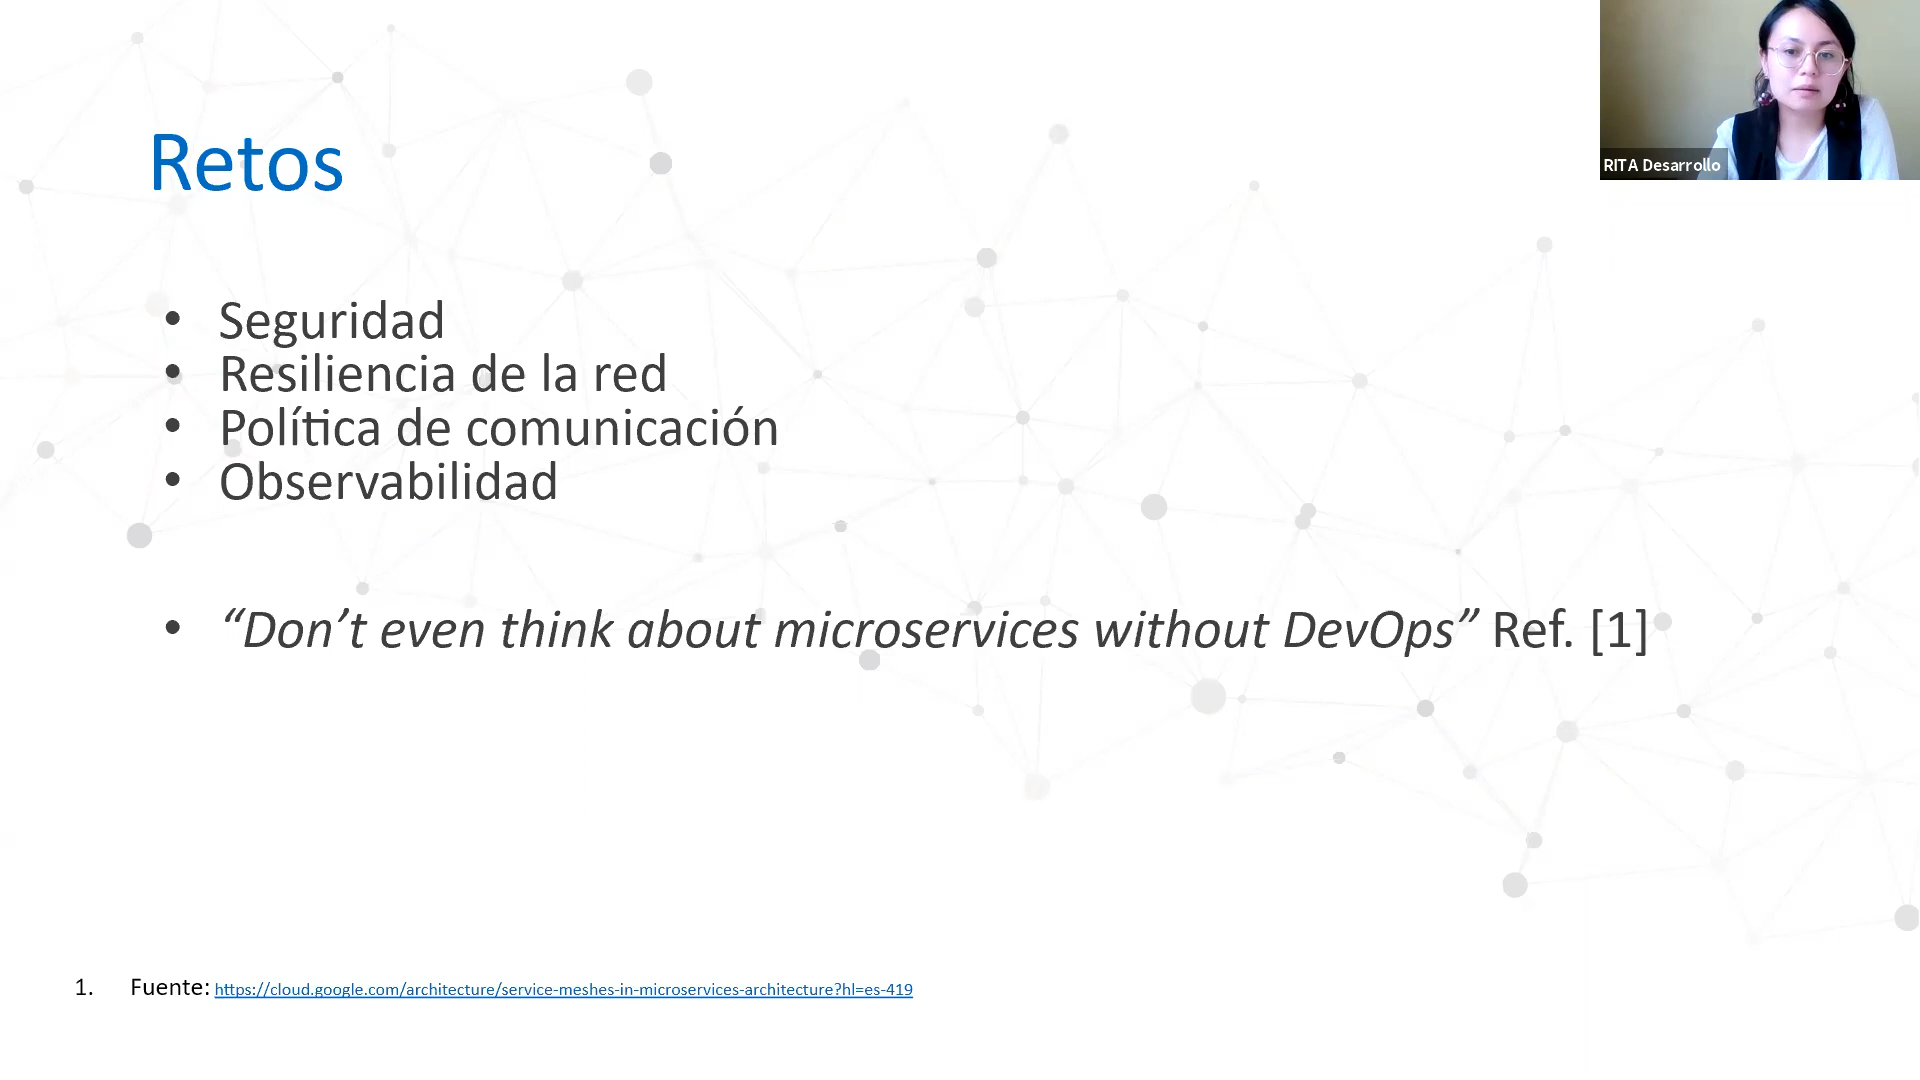 Retos
RITA Desarrollo
• Seguridad
• Resiliencia de la red
• Política de comunicación
• Observabilidad
• “Don’t even think about microservices without DevOps” Ref. [1]
1. Fuente: https://cloud.google.com/architecture/service-meshes-in-microservices-architecture?hl=es-419